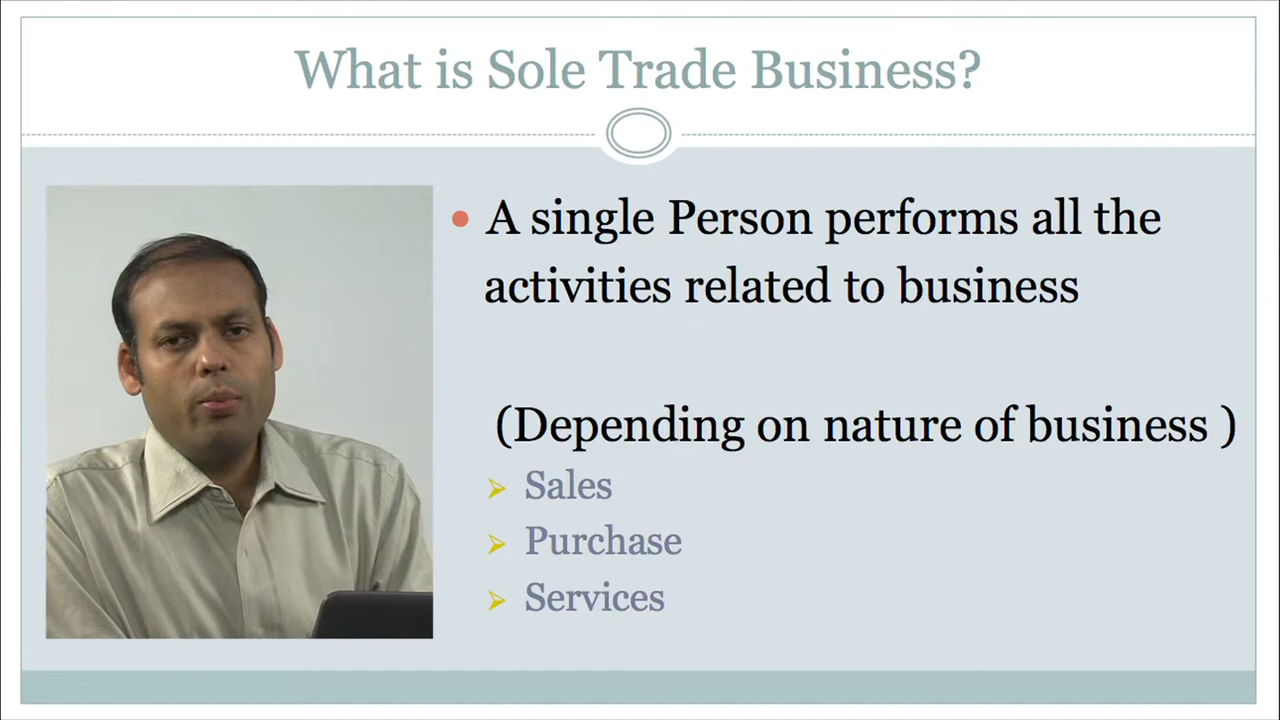 What is Sole Trade Business?
A single Person performs all the
activities related to business
(Depending on nature of business )
Sales
Purchase
Services